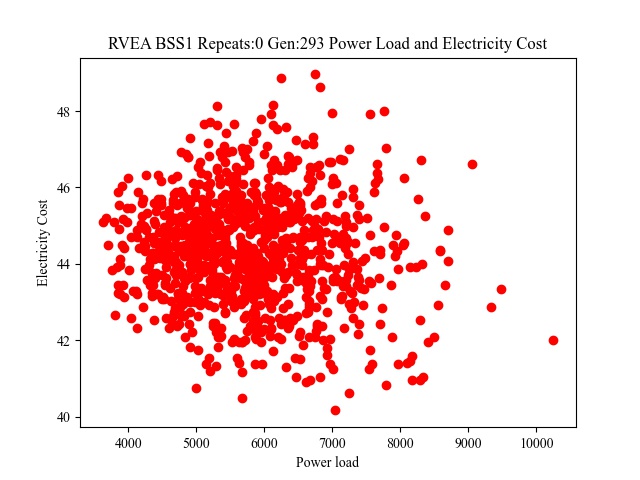 RVEA BSS1 Repeats:0 Gen:293 Power Load and Electricity Cost
48
46
44
42
40
Electricity Cost
4000 5000 6000 7000 8000 9000 10000
Power load